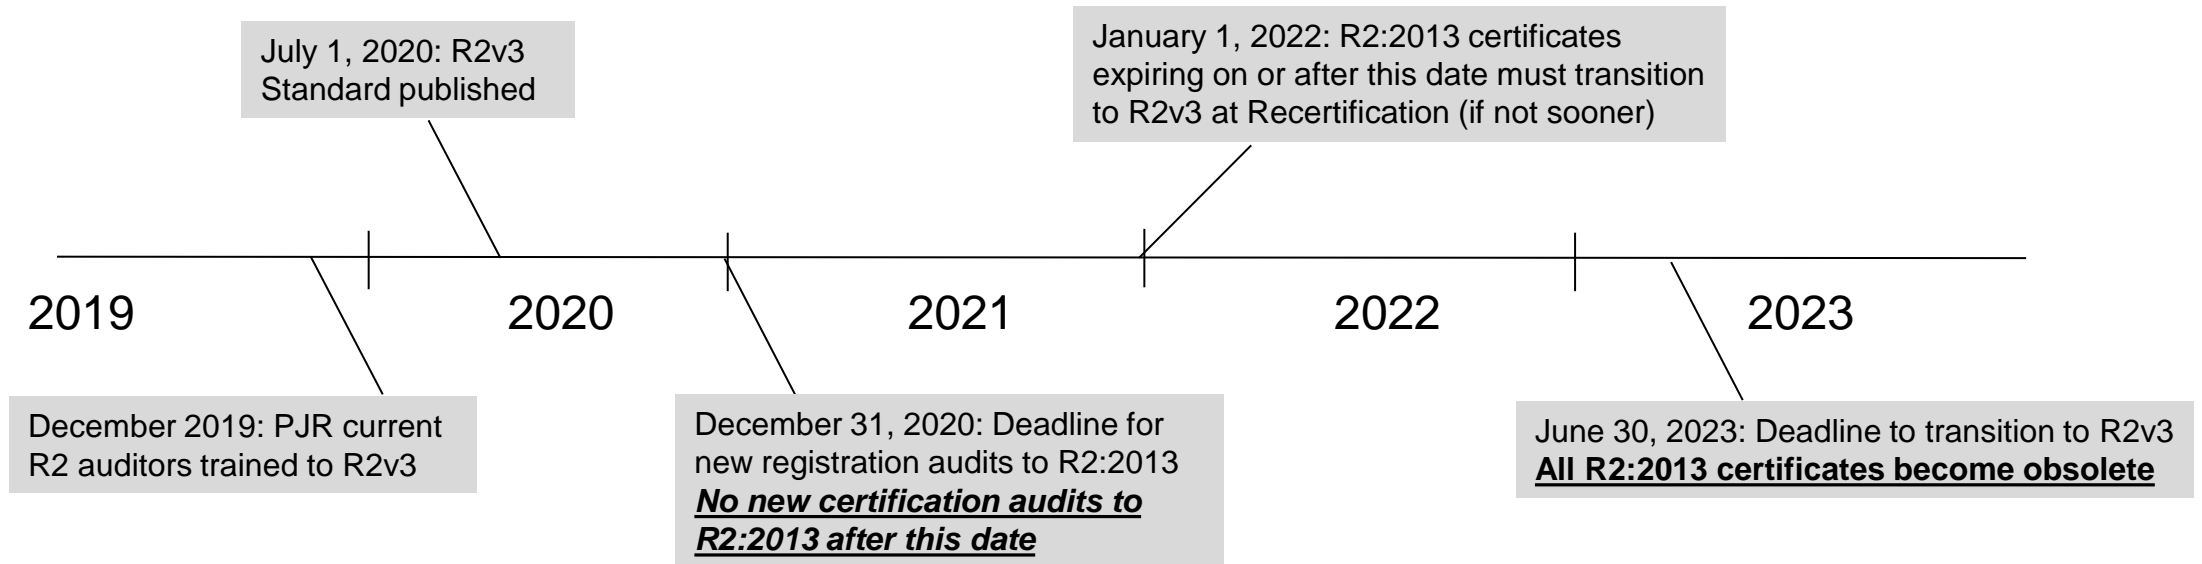 July 1, 2020: R2v3
Standard published
January 1, 2022: R2:2013 certificates
expiring on or after this date must transition
to R2v3 at Recertification (if not sooner)
2019
2020
2021
2022
2023
December 2019: PJR current
R2 auditors trained to R2v3
December 31, 2020: Deadline for
new registration audits to R2:2013
No new certification audits to
R2:2013 after this date
June 30, 2023: Deadline to transition to R2v3
All R2:2013 certificates become obsolete